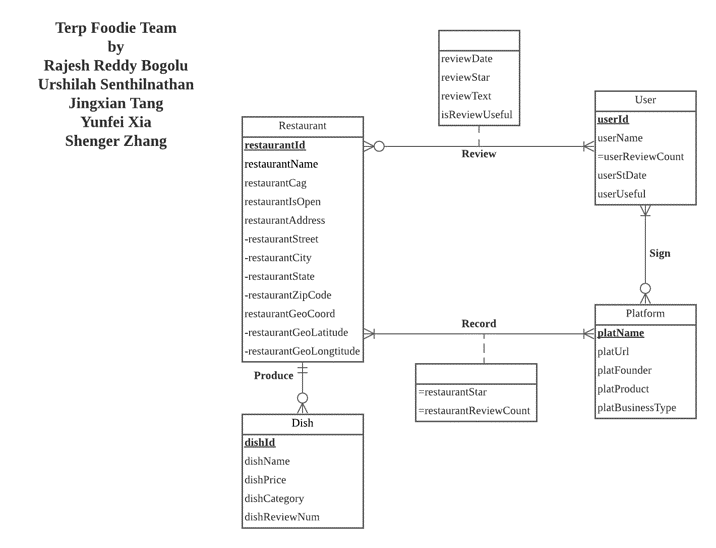 Terp Foodie Team
by
Rajesh Reddy Bogolu
Urshilah Senthilnathan
Jingxian Tang
Yunfei Xia
Shenger Zhang
reviewDate
reviewStar
reviewText
isReviewUseful
Review
User
userId
userName
=userReviewCount
userStDate
userUseful
Restaurant
restaurantId
restaurantName
restaurantCag
restaurantIsOpen
restaurantAddress
-restaurantStreet
-restaurantCity
-restaurantState
-restaurantZipCode
restaurantGeoCoord
-restaurantGeoLatitude
-restaurantGeoLongtitude
Sign
Record
=restaurantStar
=restaurantReviewCount
Platform
platName
platUrl
platFounder
platProduct
platBusinessType
Produce
Dish
dishId
dishName
dishPrice
dishCategory
dishReviewNum